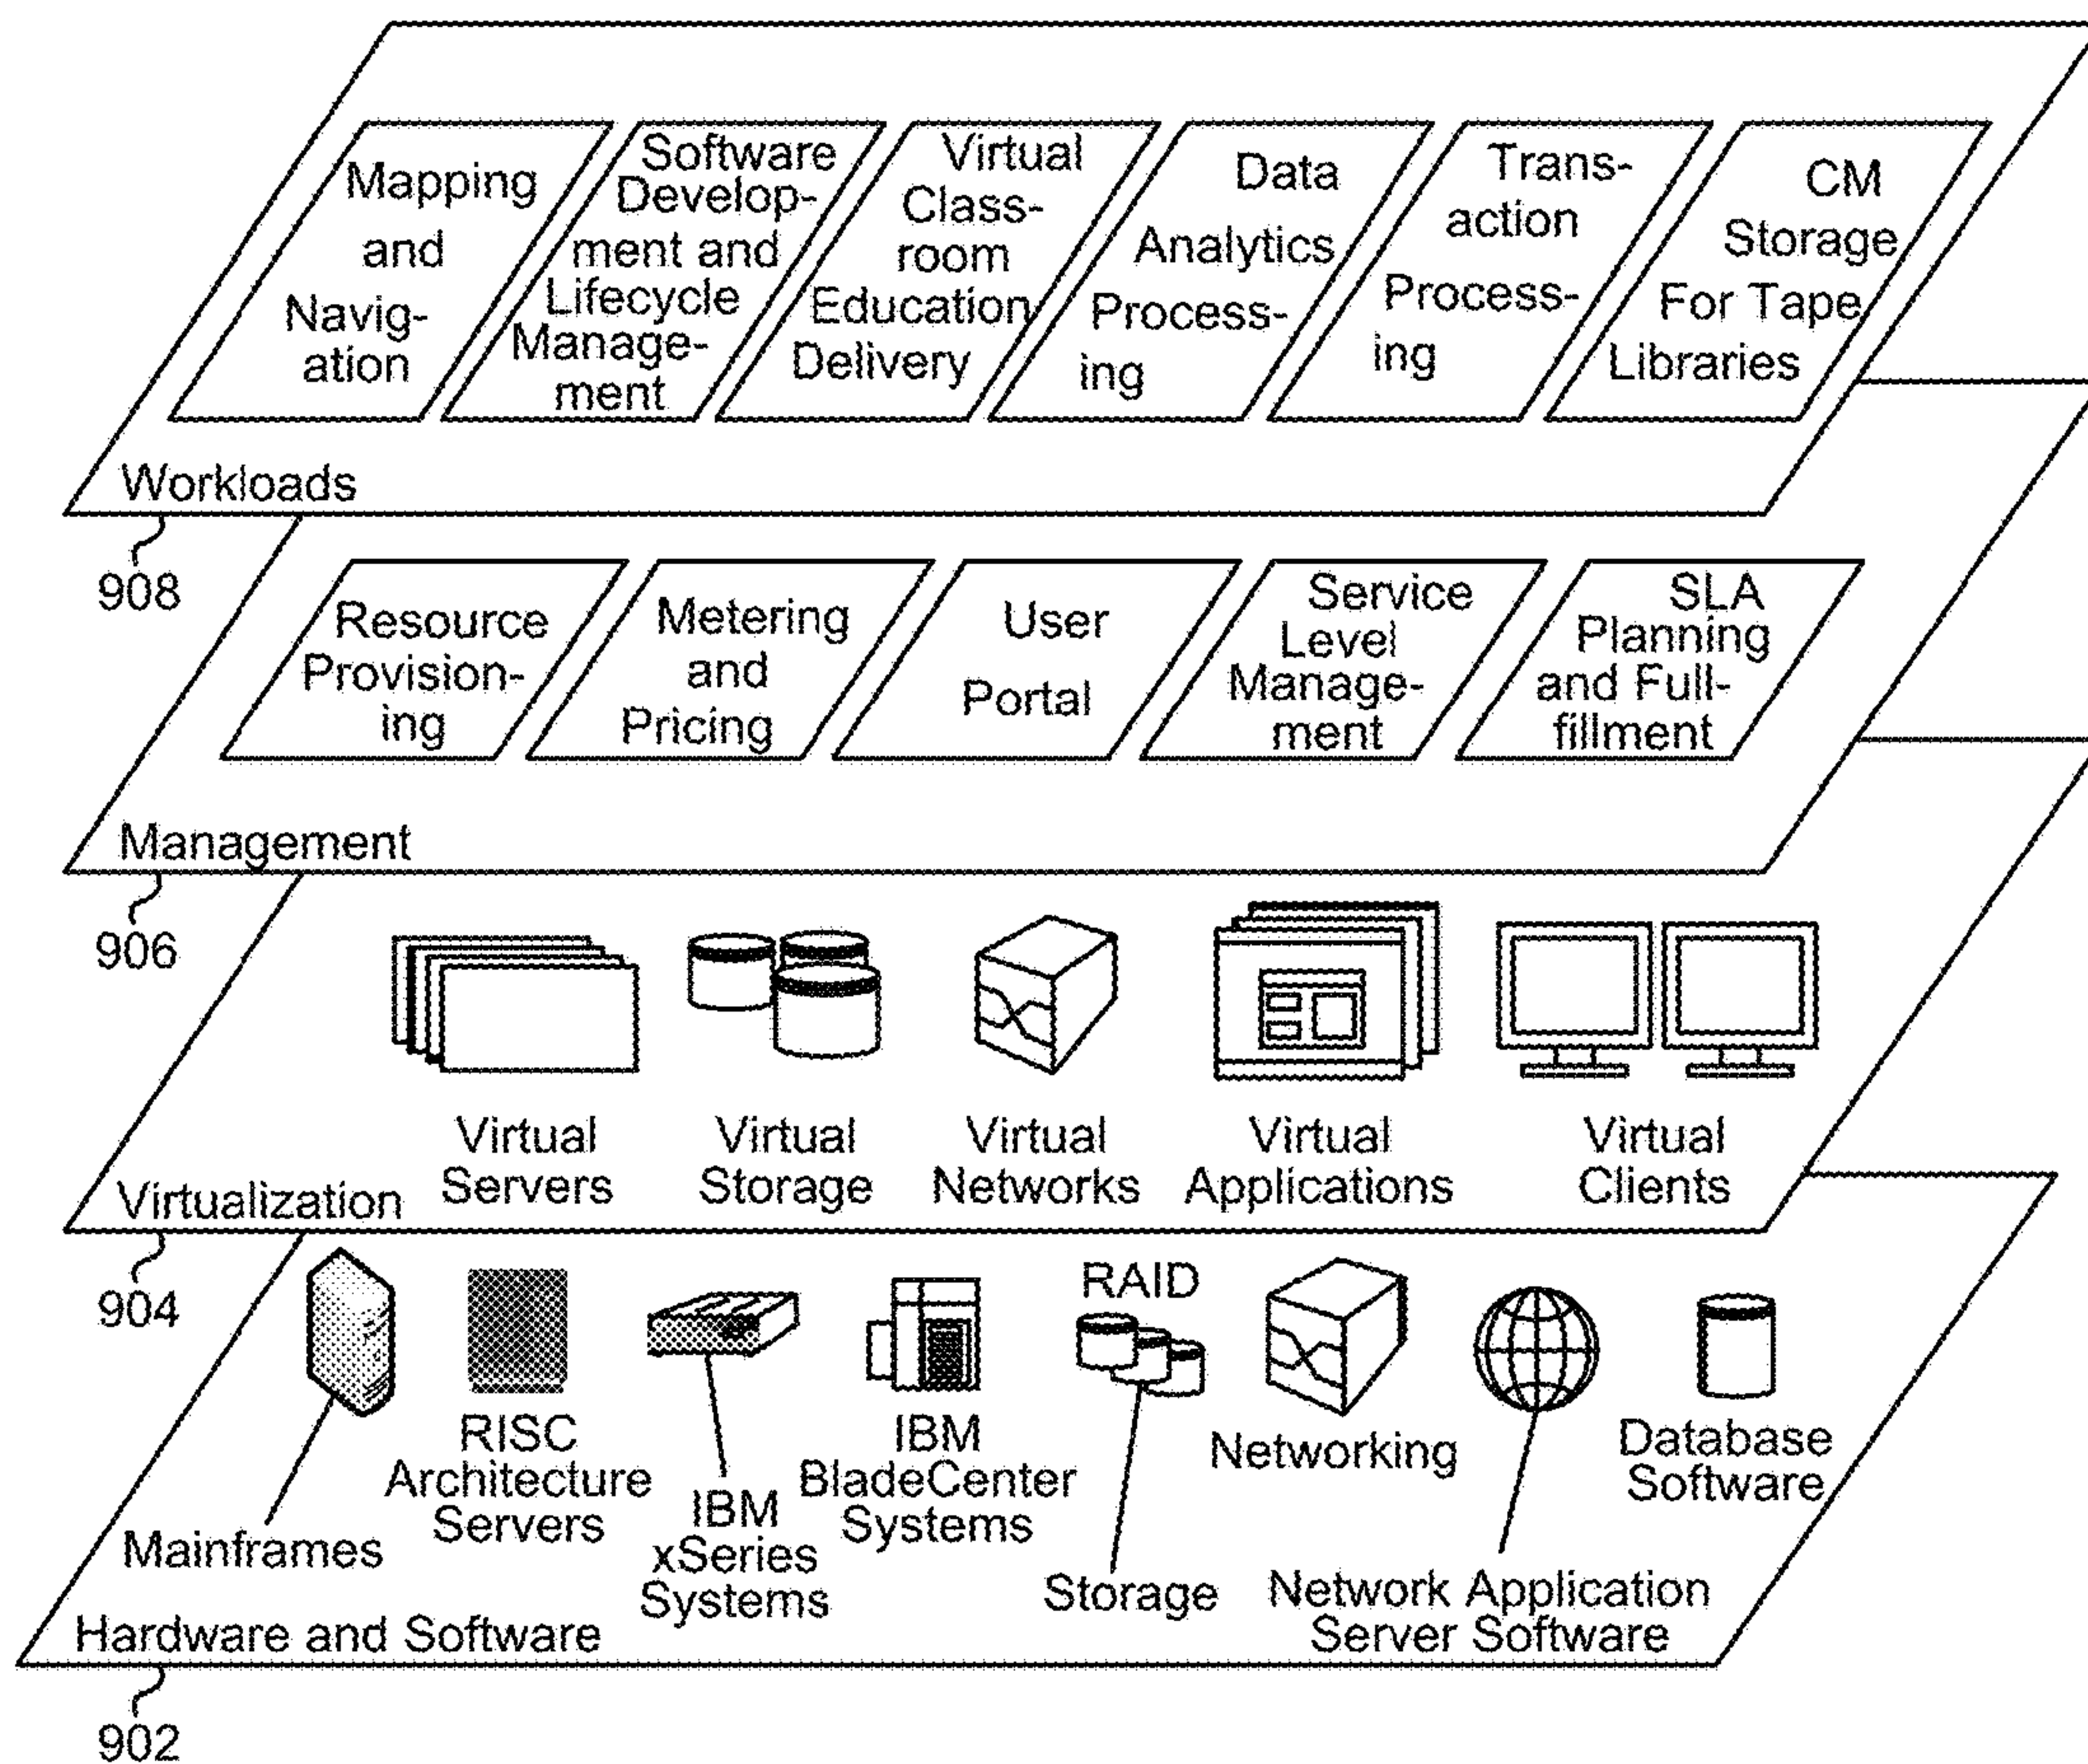 Mapping
and
Navig-
ation
Software
Develop-
ment and
Lifecycle
Manage-
ment
Virtual
Class-
room
Education
Delivery
Data
Analytics
Process-
ing
Trans-
action
Process-
ing
CM
Storage
For Tape
Libraries
Workloads
908
Resource
Provision-
ing
Metering
and
Pricing
User
Portal
Service
Level
Manage-
ment
SLA
Planning
and Full-
fillment
Management
906
Virtual
Servers
Virtual
Storage
Virtual
Networks
Virtual
Applications
Virtual
Clients
Virtualization
904
Mainframes
RISC
Architecture
Servers
IBM
xSeries
Systems
IBM
BladeCenter
Systems
RAID
Storage
Networking
Network Application
Server Software
Database
Software
Hardware and Software
902